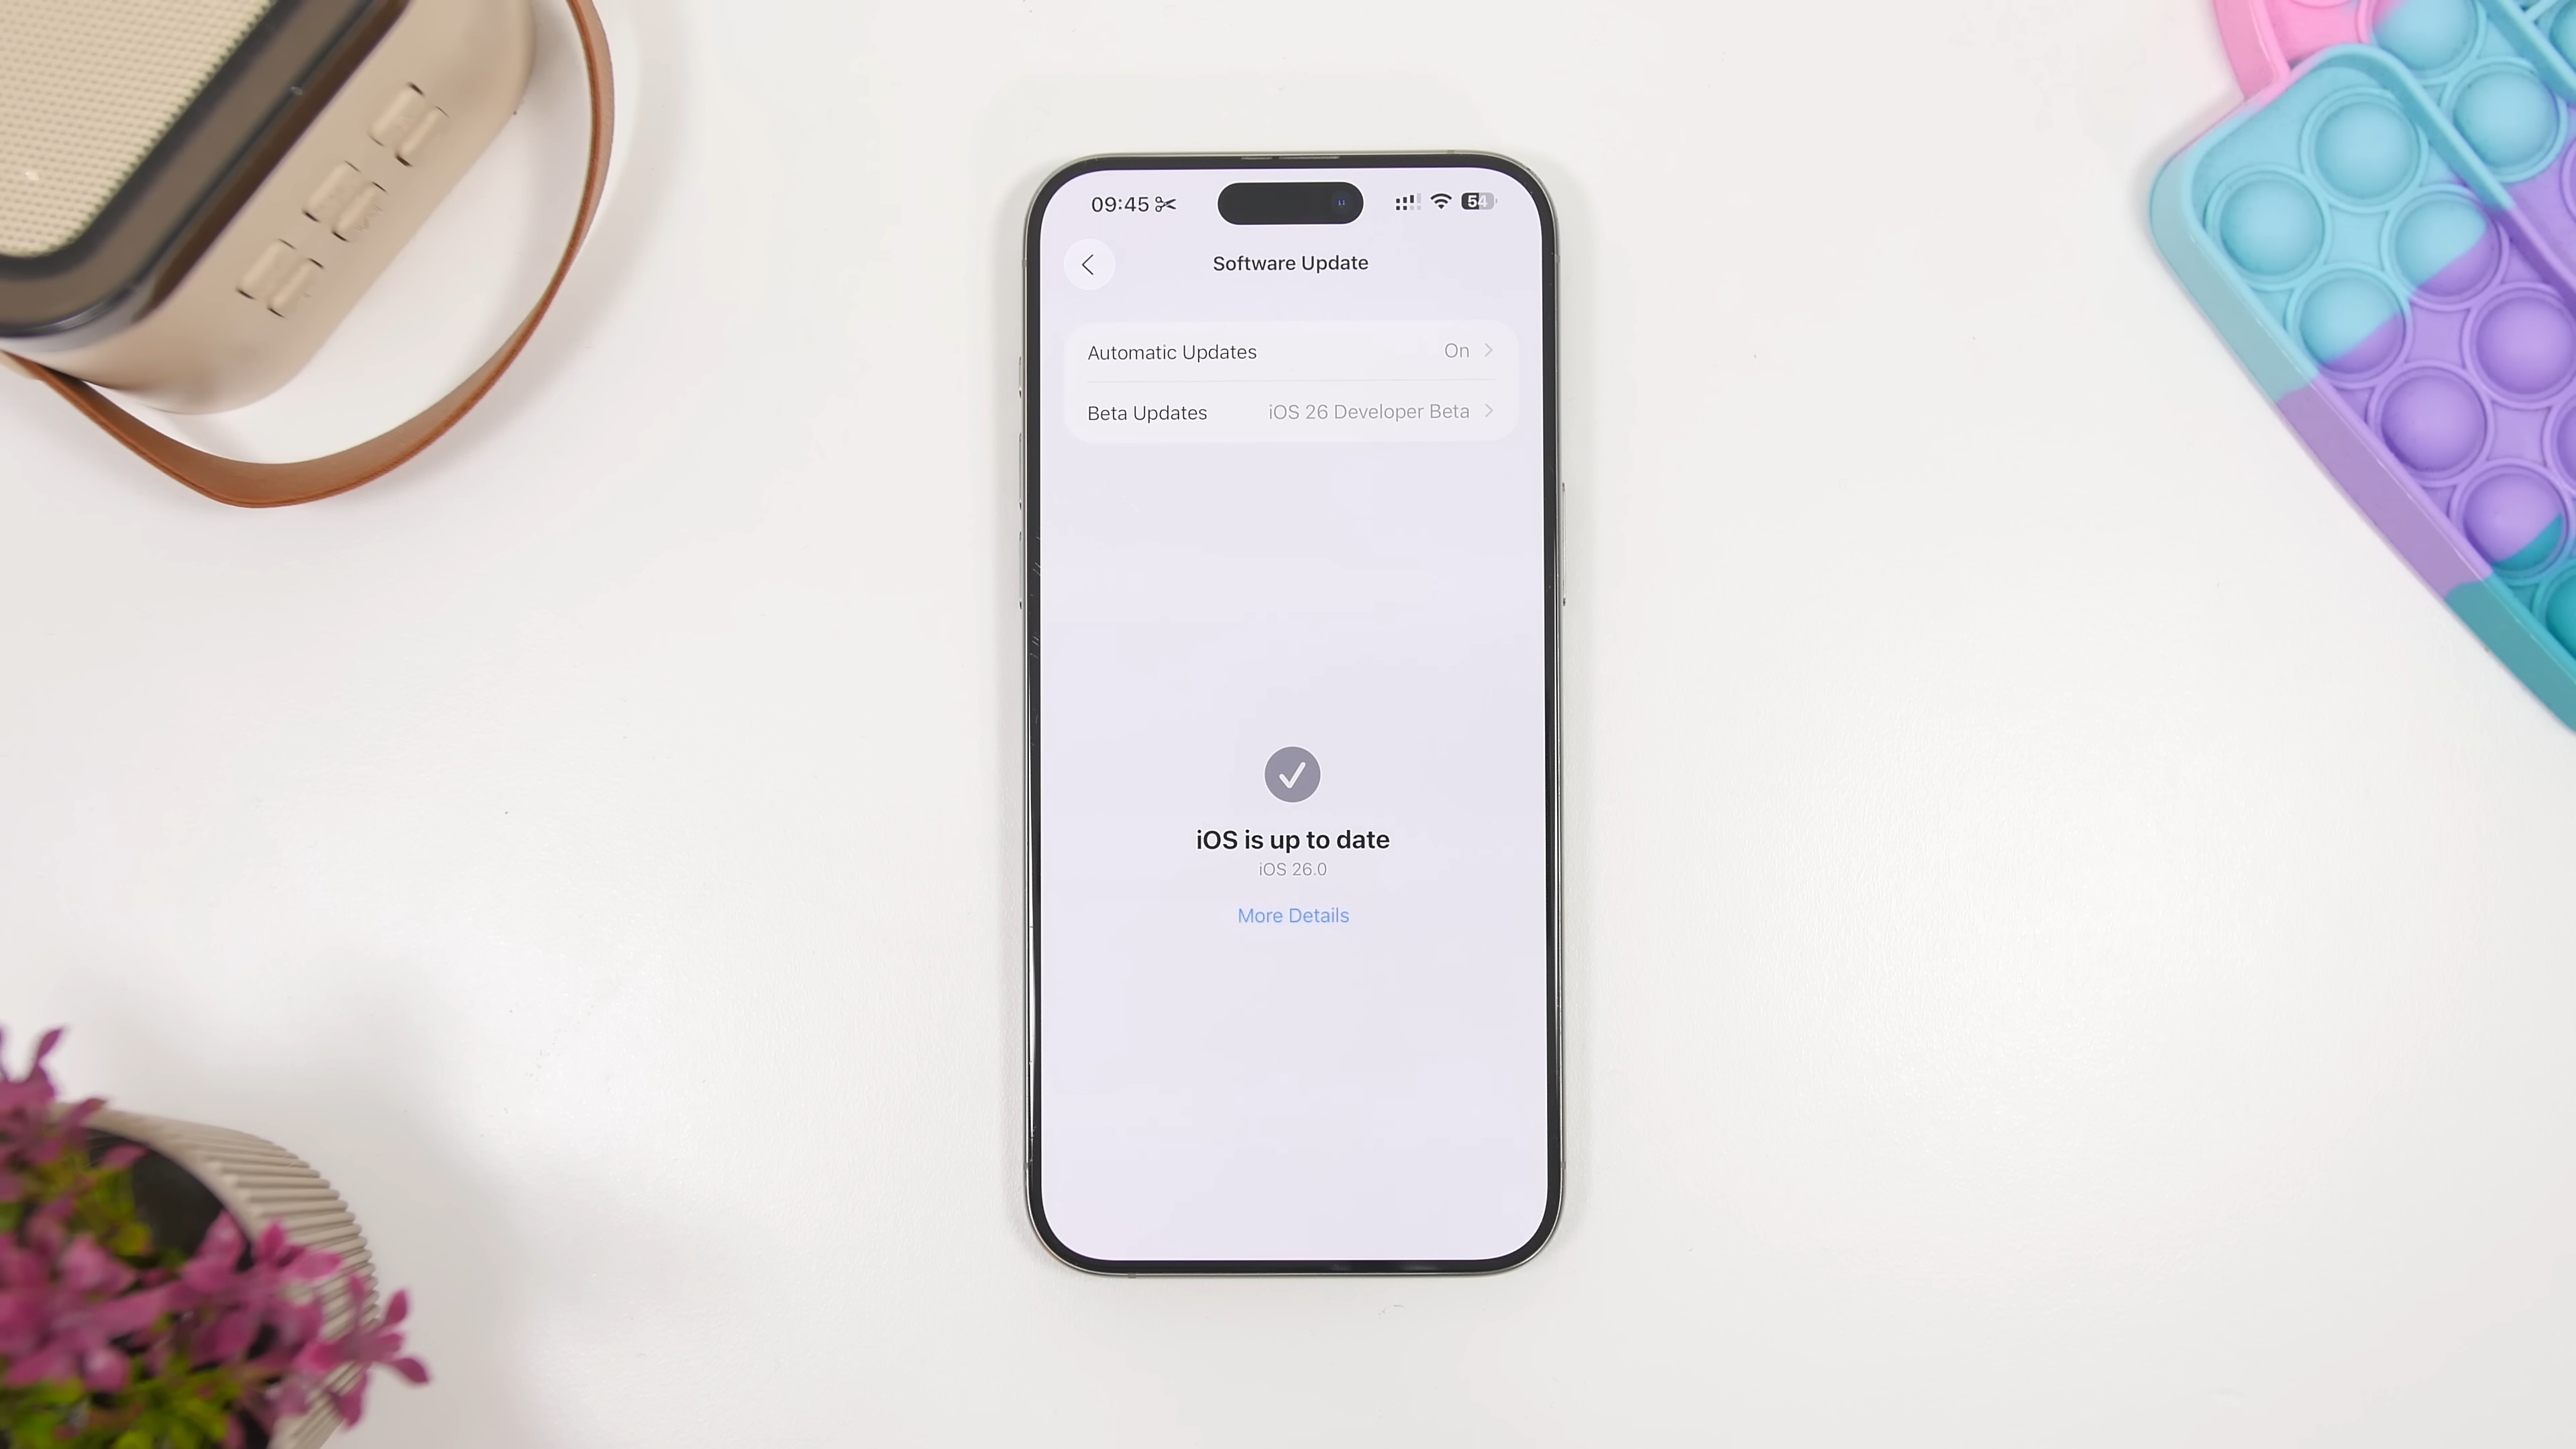 09:45 54
Software Update
Automatic Updates On
Beta Updates iOS 26 Developer Beta
iOS is up to date
iOS 26.0
More Details